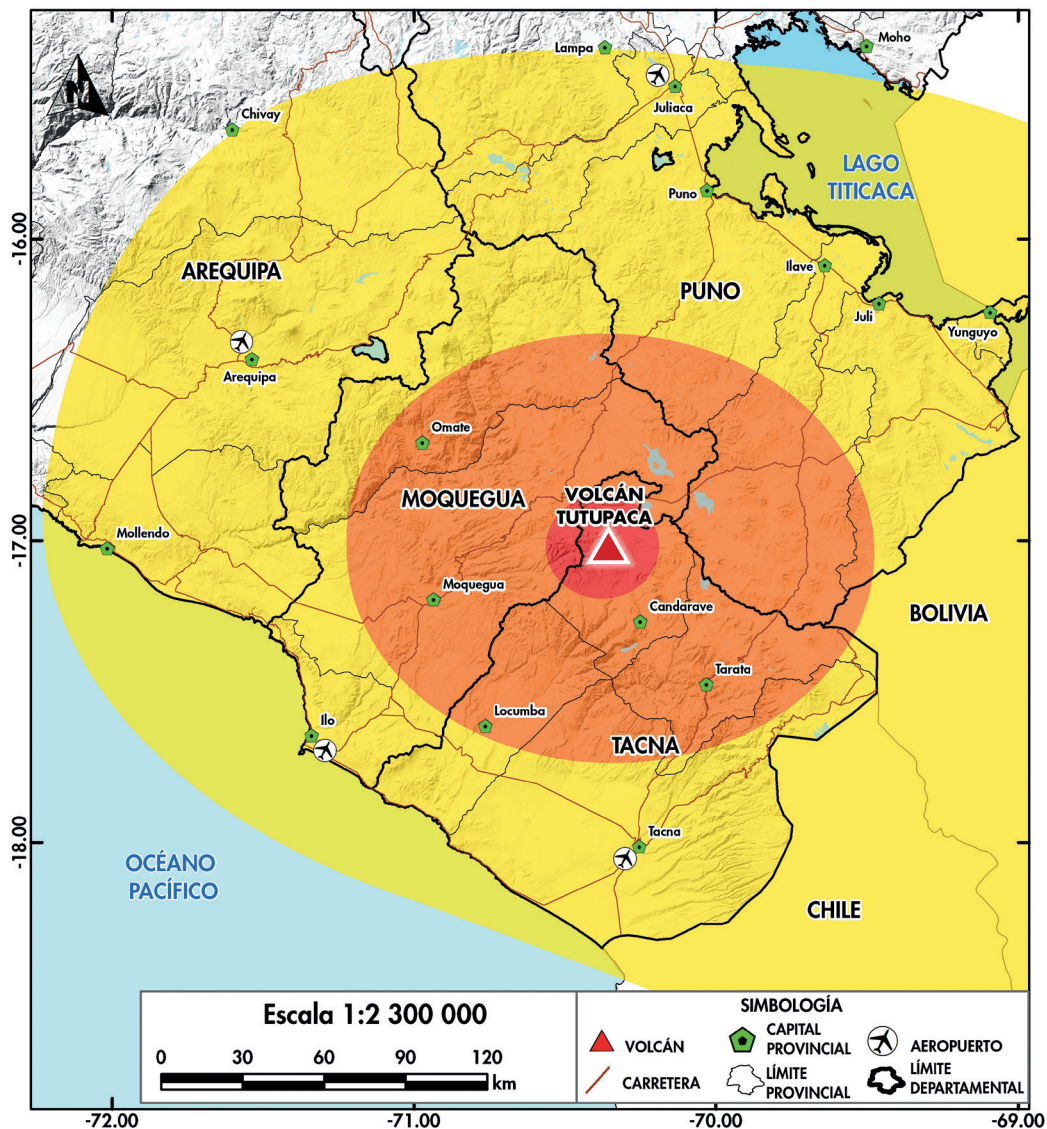 Lampa
Moho
Juliaca
N
Chivay
LAGO
TITICACA
Puno
-16.00
AREQUIPA
Ilave
PUNO
Juli
Yunguyo
Arequipa
Omate
MOQUEGUA
VOLCÁN
TUTUPACA
-17.00
Mollendo
Moquegua
Candarave
BOLIVIA
Tarata
Locumba
Ilo
TACNA
Tacna
-18.00
OCÉANO
PACÍFICO
CHILE
Escala 1:2 300 000
0 30 60 90 120
km
SIMBOLOGÍA
VOLCÁN
CAPITAL
PROVINCIAL
AEROPUERTO
CARRETERA
LÍMITE
PROVINCIAL
LÍMITE
DEPARTAMENTAL
-72.00 -71.00 -70.00 -69.00